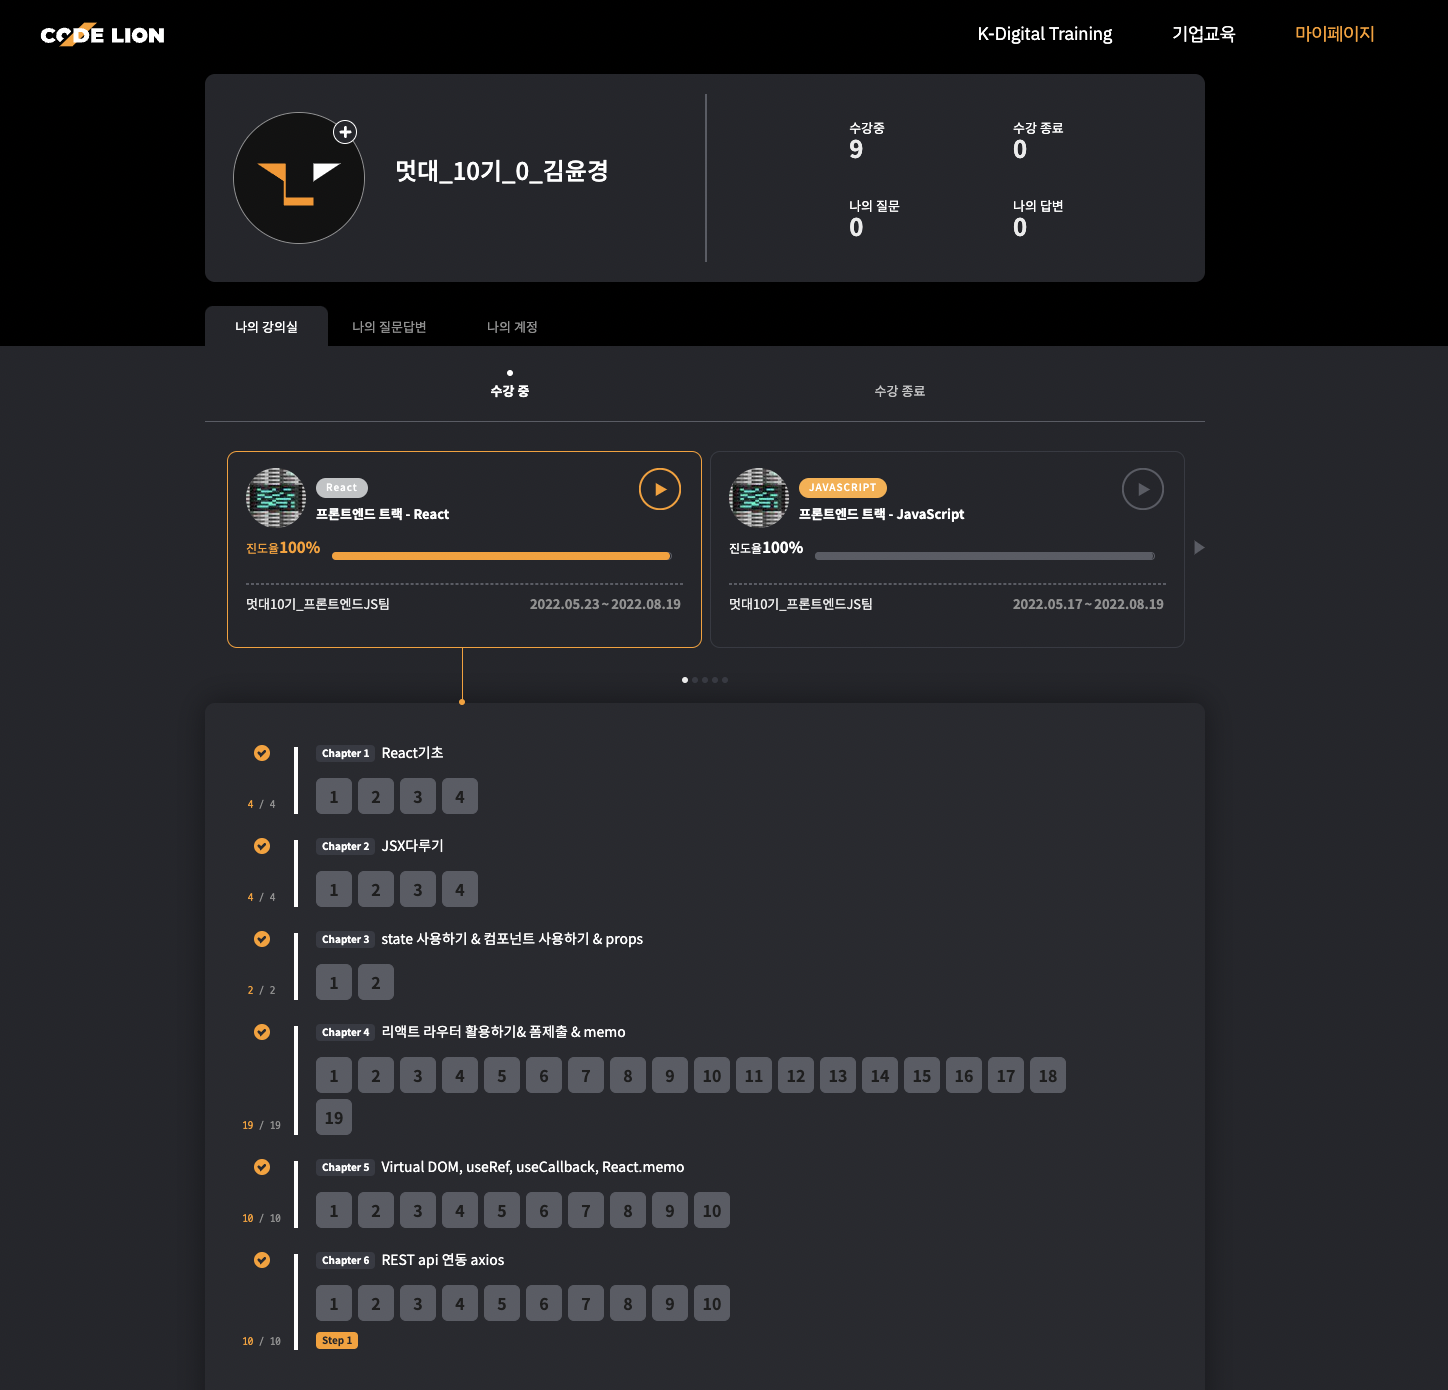 CODE LION
K-Digital Training 기업교육 마이페이지
멋대_10기_0_김윤경
수강중 수강 종료
9 0
나의 질문 나의 답변
0 0
나의 강의실 나의 질문답변 나의 계정
수강 중 수강 종료
React
프론트엔드 트랙 - React
진도율100%
멋대10기_프론트엔드JS팀 2022.05.23 ~ 2022.08.19
JAVASCRIPT
프론트엔드 트랙 - JavaScript
진도율100%
멋대10기_프론트엔드JS팀 2022.05.17 ~ 2022.08.19
Chapter 1 React기초
1 2 3 4
4 / 4
Chapter 2 JSX다루기
1 2 3 4
4 / 4
Chapter 3 state 사용하기 & 컴포넌트 사용하기 & props
1 2
2 / 2
Chapter 4 리액트 라우터 활용하기& 폼제출 & memo
1 2 3 4 5 6 7 8 9 10 11 12 13 14 15 16 17 18
19
19 / 19
Chapter 5 Virtual DOM, useRef, useCallback, React.memo
1 2 3 4 5 6 7 8 9 10
10 / 10
Chapter 6 REST api 연동 axios
1 2 3 4 5 6 7 8 9 10
10 / 10 Step 1